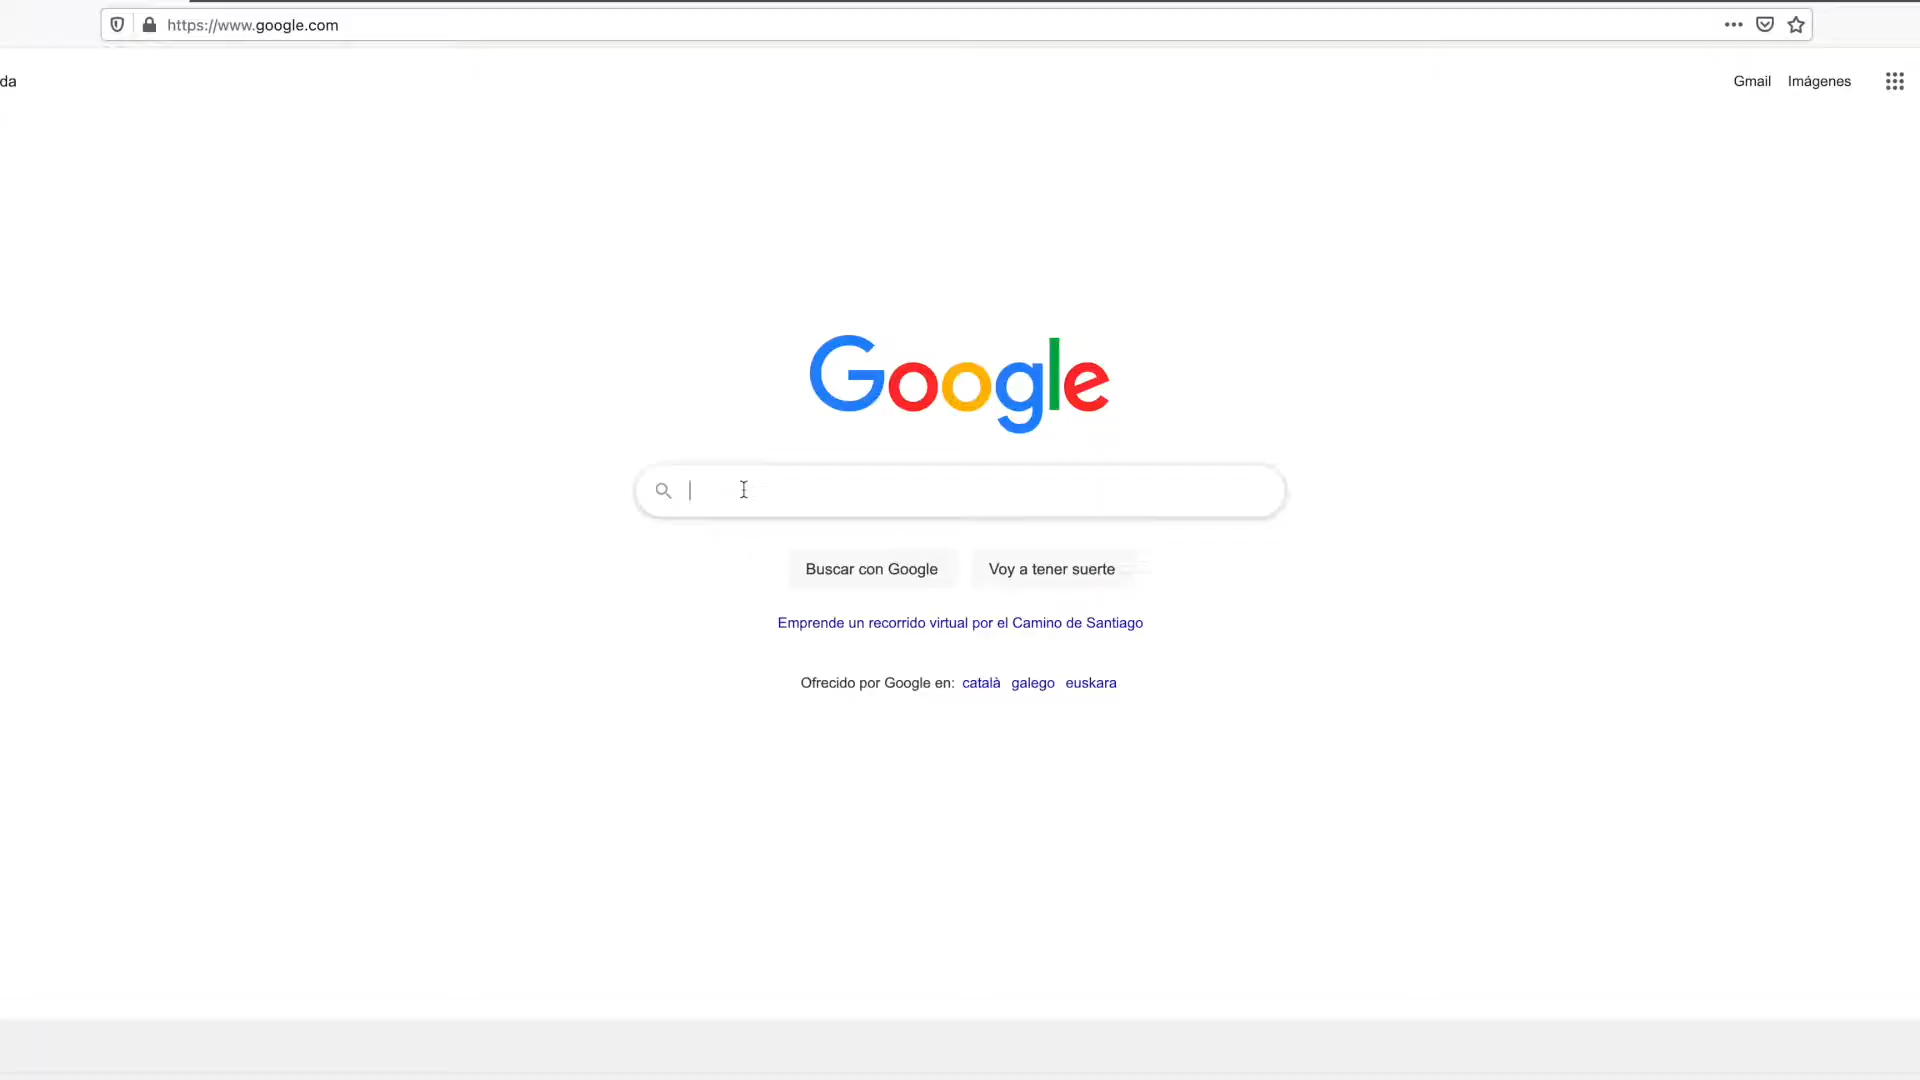 https://www.google.com
da
Gmail Imágenes
Google
Buscar con Google Voy a tener suerte
Emprende un recorrido virtual por el Camino de Santiago
Ofrecido por Google en: català galego euskara